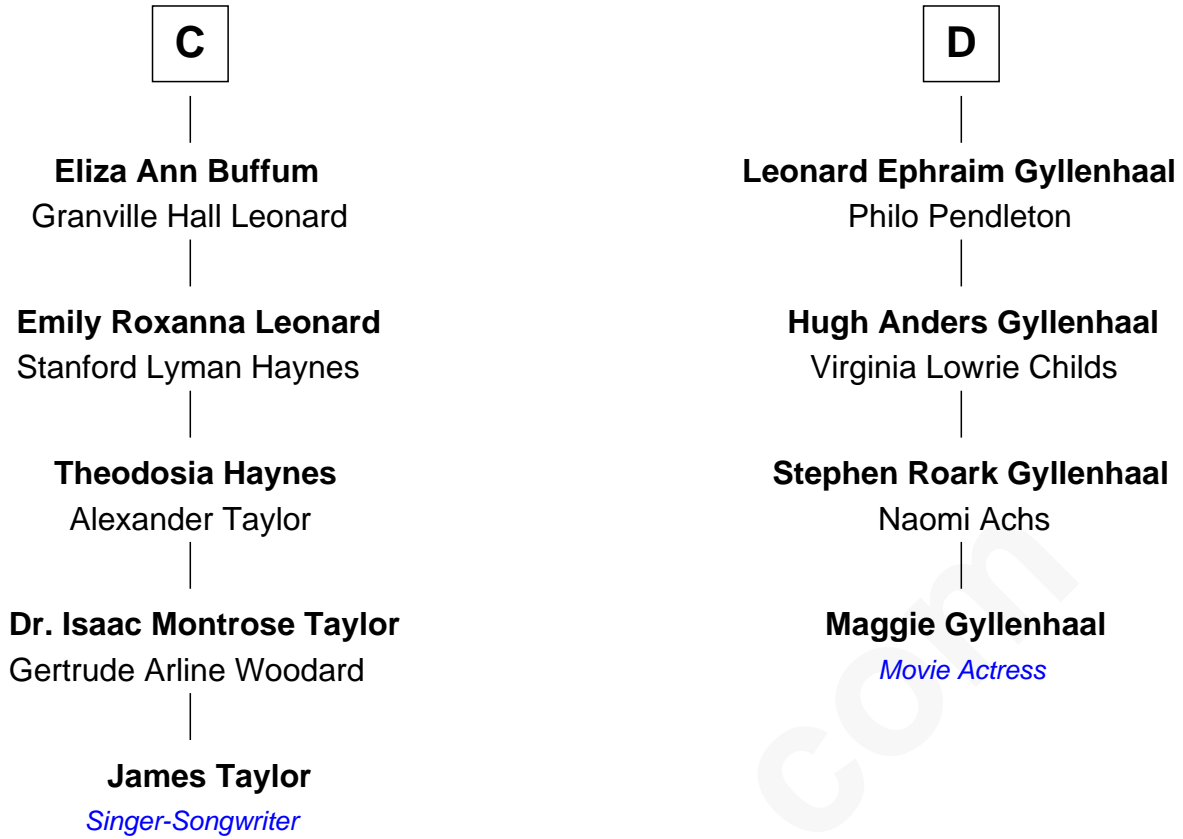 C
Eliza Ann Buffum
Granville Hall Leonard
Emily Roxanna Leonard
Stanford Lyman Haynes
Theodosia Haynes
Alexander Taylor
Dr. Isaac Montrose Taylor
Gertrude Arline Woodard
James Taylor
Singer-Songwriter
D
Leonard Ephraim Gyllenhaal
Philo Pendleton
Hugh Anders Gyllenhaal
Virginia Lowrie Childs
Stephen Roark Gyllenhaal
Naomi Achs
Maggie Gyllenhaal
Movie Actress
com